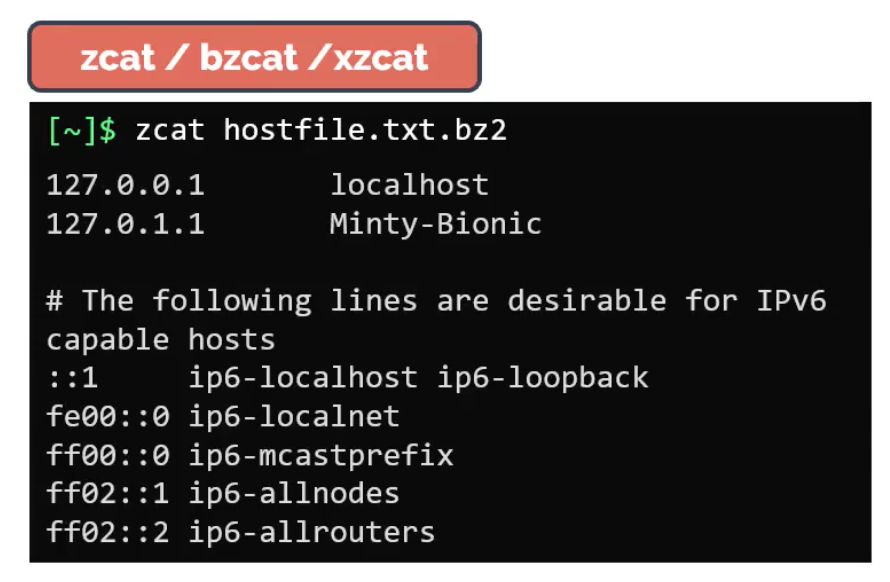 zcat / bzcat /xzcat
[~]$ zcat hostfile.txt.bz2
127.0.0.1 localhost
127.0.1.1 Minty-Bionic
# The following lines are desirable for IPv6
capable hosts
::1 ip6-localhost ip6-loopback
fe00::0 ip6-localnet
ff00::0 ip6-mcastprefix
ff02::1 ip6-allnodes
ff02::2 ip6-allrouters